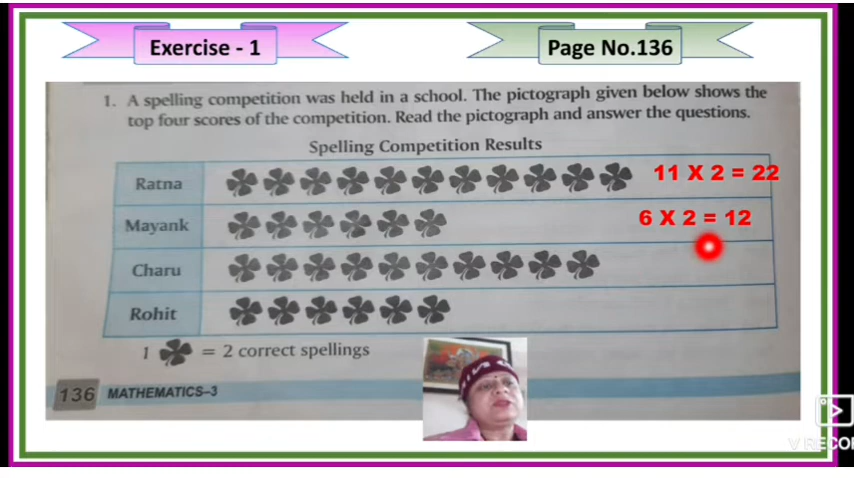 Exercise - 1
Page No.136
1. A spelling competition was held in a school. The pictograph given below shows the
top four scores of the competition. Read the pictograph and answer the questions.
Spelling Competition Results
Ratna
11 X 2 = 22
Mayank
6 X 2 = 12
Charu
Rohit
1 = 2 correct spellings
136 MATHEMATICS–3
V RECO